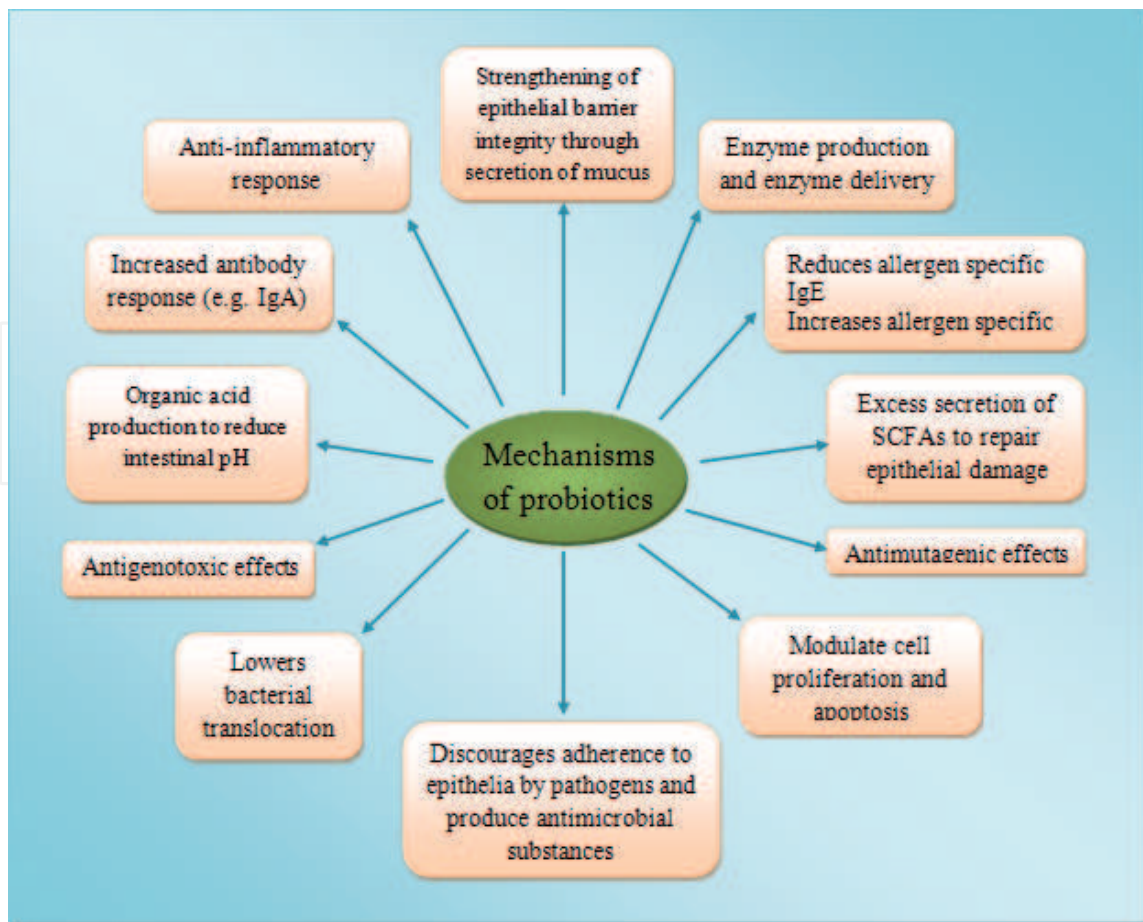 Strengthening of
epithelial barrier
integrity through
secretion of mucus
Anti-inflammatory
response
Enzyme production
and enzyme delivery
Increased antibody
response (e.g. IgA)
Reduces allergen specific
IgE
Increases allergen specific
Organic acid
production to reduce
intestinal pH
Mechanisms
of probiotics
Excess secretion of
SCFAs to repair
epithelial damage
Antigenotoxic effects
Antimutagenic effects
Lowers
bacterial
translocation
Modulate cell
proliferation and
apoptosis
Discourages adherence to
epithelia by pathogens and
produce antimicrobial
substances